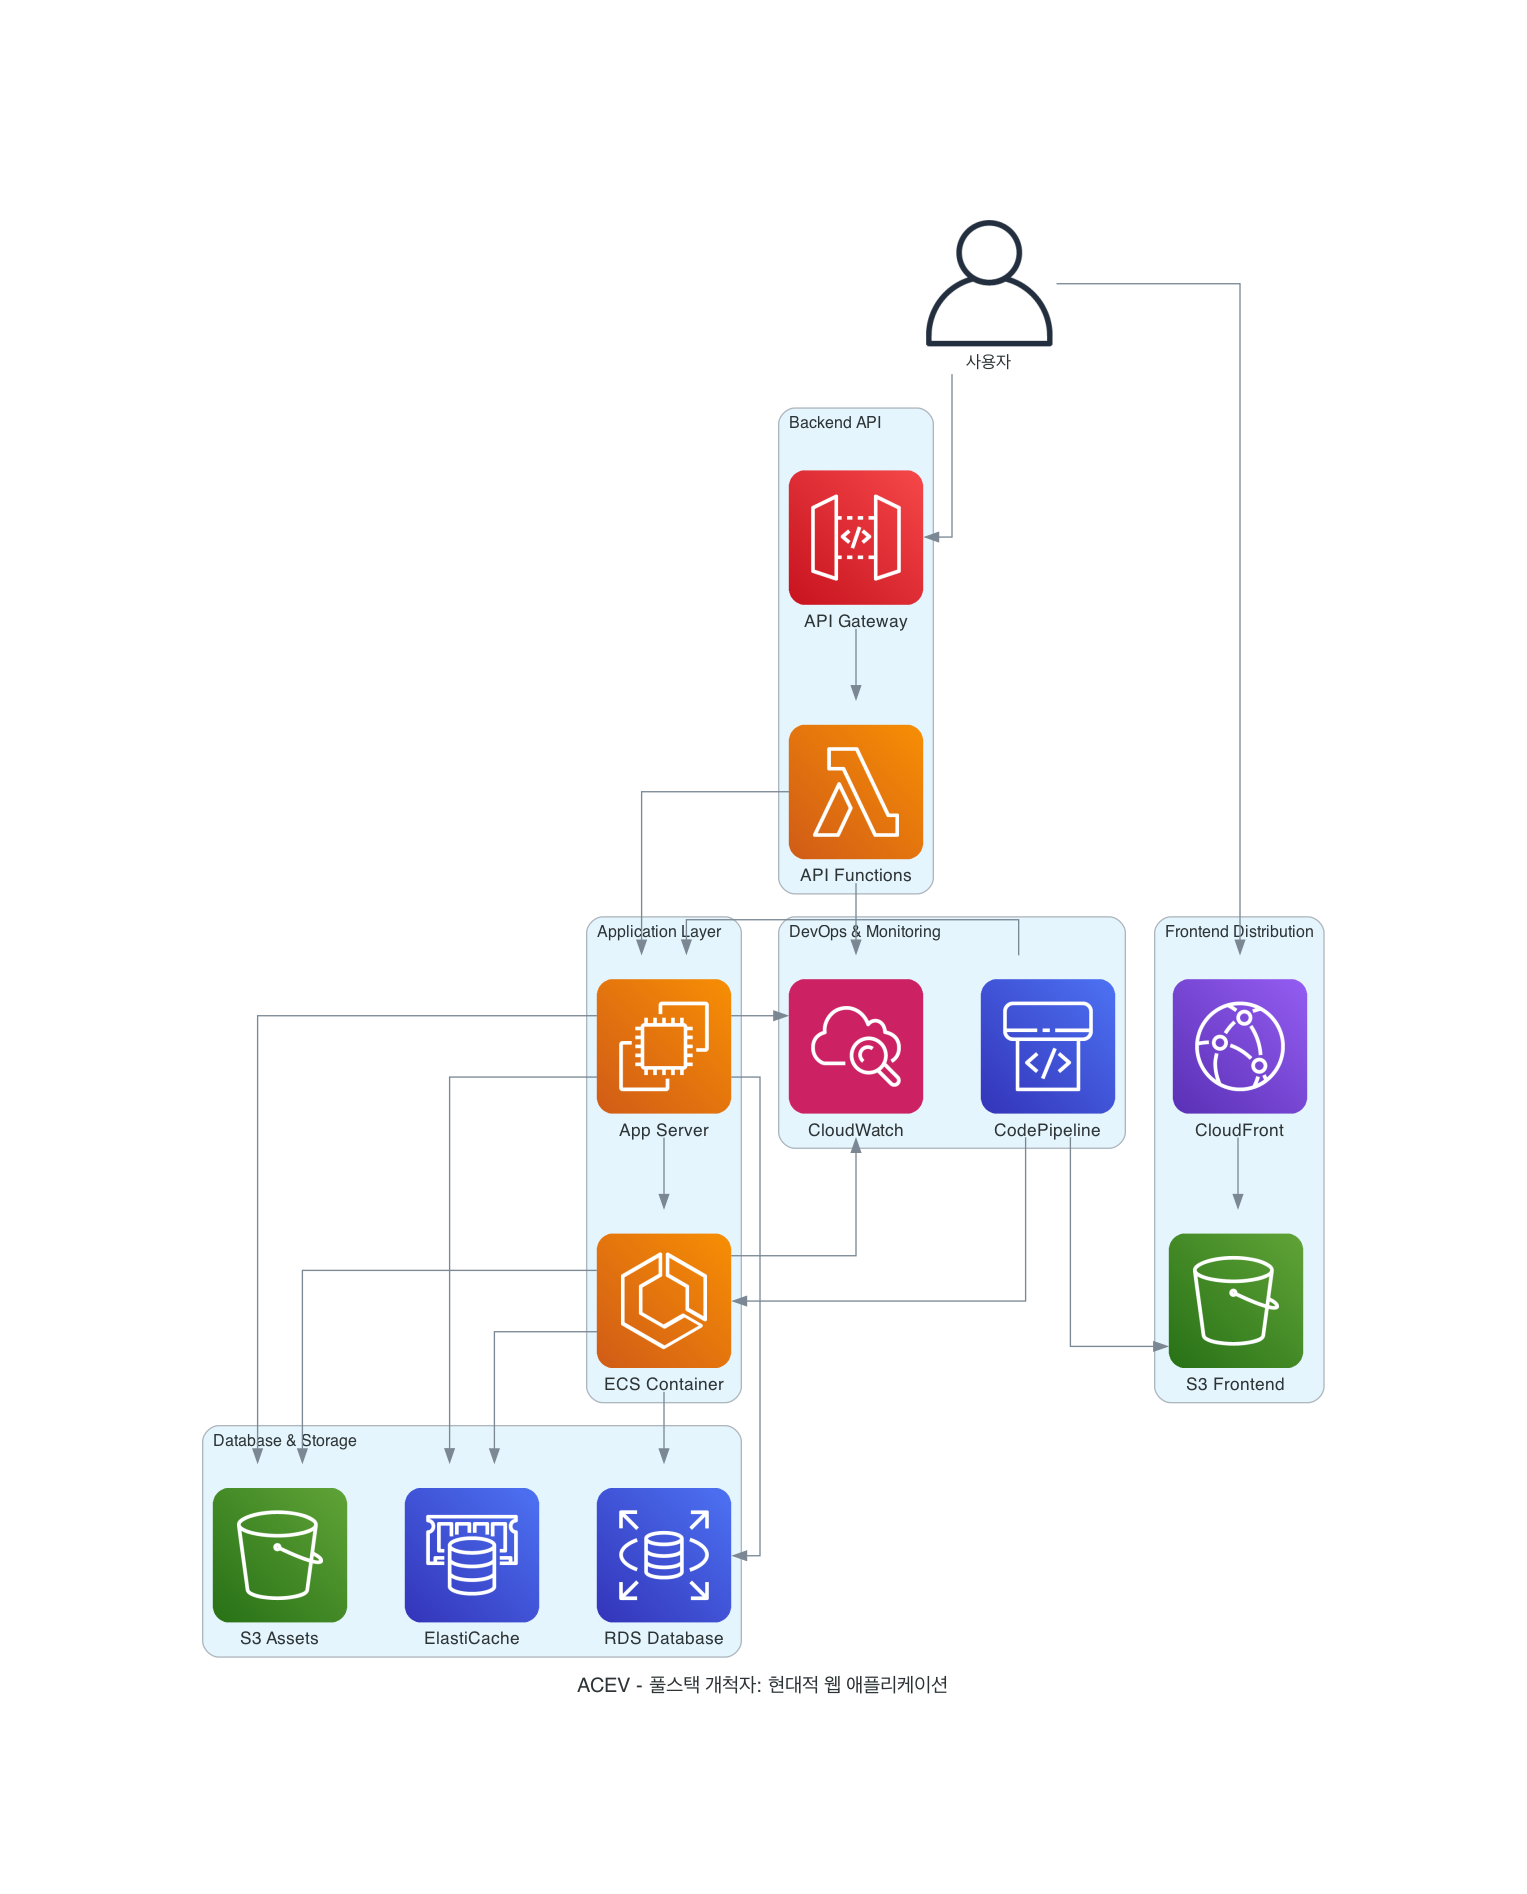 사용자
Backend API
API Gateway
API Functions
Application Layer
DevOps & Monitoring
Frontend Distribution
App Server
CloudWatch
CodePipeline
CloudFront
ECS Container
S3 Frontend
Database & Storage
S3 Assets
ElastiCache
RDS Database
ACEV - 풀스택 개척자: 현대적 웹 애플리케이션